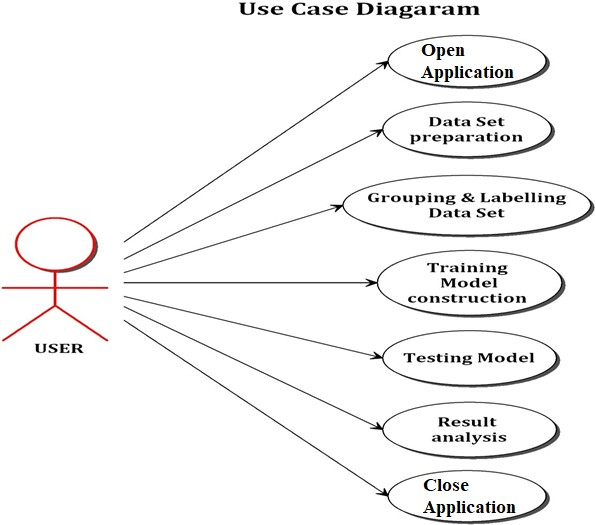 Use Case Diagaram
Open
Application
Data Set
preparation
Grouping & Labelling
Data Set
Training
Model
construction
USER
Testing Model
Result
analysis
Close
Application